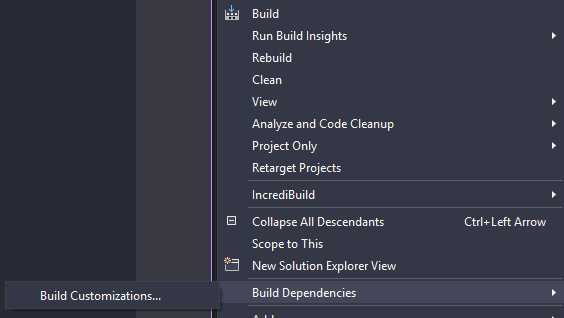 Build
Run Build Insights
Rebuild
Clean
View
Analyze and Code Cleanup
Project Only
Retarget Projects
IncrediBuild
Collapse All Descendants Ctrl+Left Arrow
Scope to This
New Solution Explorer View
Build Dependencies
Build Customizations...